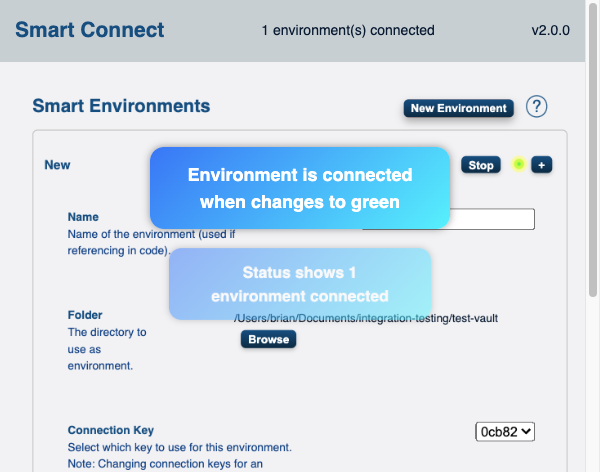 Smart Connect
1 environment(s) connected
v2.0.0
Smart Environments
New Environment
?
New
Stop
+
Environment is connected
when changes to green
Name
Name of the environment (used if
referencing in code).
Status shows 1
environment connected
Folder
The directory to
use as
environment.
/Users/brian/Documents/integration-testing/test-vault
Browse
Connection Key
Select which key to use for this environment.
Note: Changing connection keys for an
0cb82